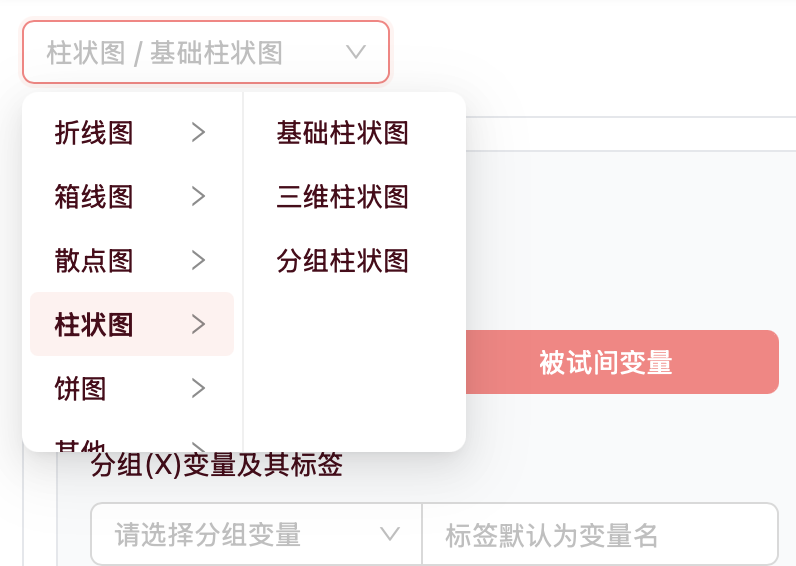 柱状图 / 基础柱状图
折线图
箱线图
散点图
柱状图
饼图
其他
基础柱状图
三维柱状图
分组柱状图
被试间变量
分组(X)变量及其标签
请选择分组变量
标签默认为变量名